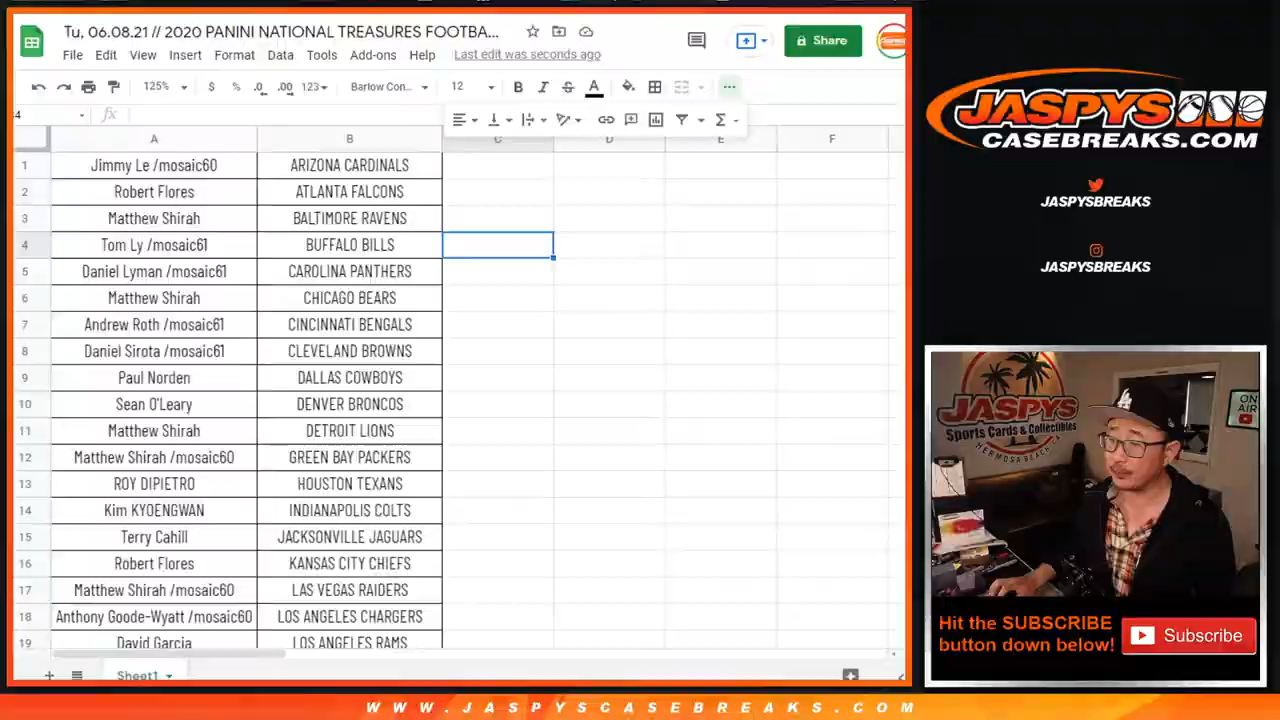 Tu, 06.08.21 // 2020 PANINI NATIONAL TREASURES FOOTBA...
File Edit View Insert Format Data Tools Add-ons Help Last edit was seconds ago
Share
125% $ % .0 .00 123 Barlow Con... 12 B I S A
fx
A B C D E F
1 Jimmy Le /mosaic60 ARIZONA CARDINALS
2 Robert Flores ATLANTA FALCONS
3 Matthew Shirah BALTIMORE RAVENS
4 Tom Ly /mosaic61 BUFFALO BILLS
5 Daniel Lyman /mosaic61 CAROLINA PANTHERS
6 Matthew Shirah CHICAGO BEARS
7 Andrew Roth /mosaic61 CINCINNATI BENGALS
8 Daniel Sirota /mosaic61 CLEVELAND BROWNS
9 Paul Norden DALLAS COWBOYS
10 Sean O'Leary DENVER BRONCOS
11 Matthew Shirah DETROIT LIONS
12 Matthew Shirah /mosaic60 GREEN BAY PACKERS
13 ROY DIPIETRO HOUSTON TEXANS
14 Kim KYOENGWAN INDIANAPOLIS COLTS
15 Terry Cahill JACKSONVILLE JAGUARS
16 Robert Flores KANSAS CITY CHIEFS
17 Matthew Shirah /mosaic60 LAS VEGAS RAIDERS
18 Anthony Goode-Wyatt /mosaic60 LOS ANGELES CHARGERS
19 David Garcia LOS ANGELES RAMS
Sheet1
JASPYS
CASEBREAKS.COM
JASPYSBREAKS
JASPYSBREAKS
JASPYS
Sports Cards & Collectibles
HERMOSA BEACH, CA
ON
AIR
LA
Hit the SUBSCRIBE
button down below!
Subscribe
WWW.JASPYSCASEBREAKS.COM